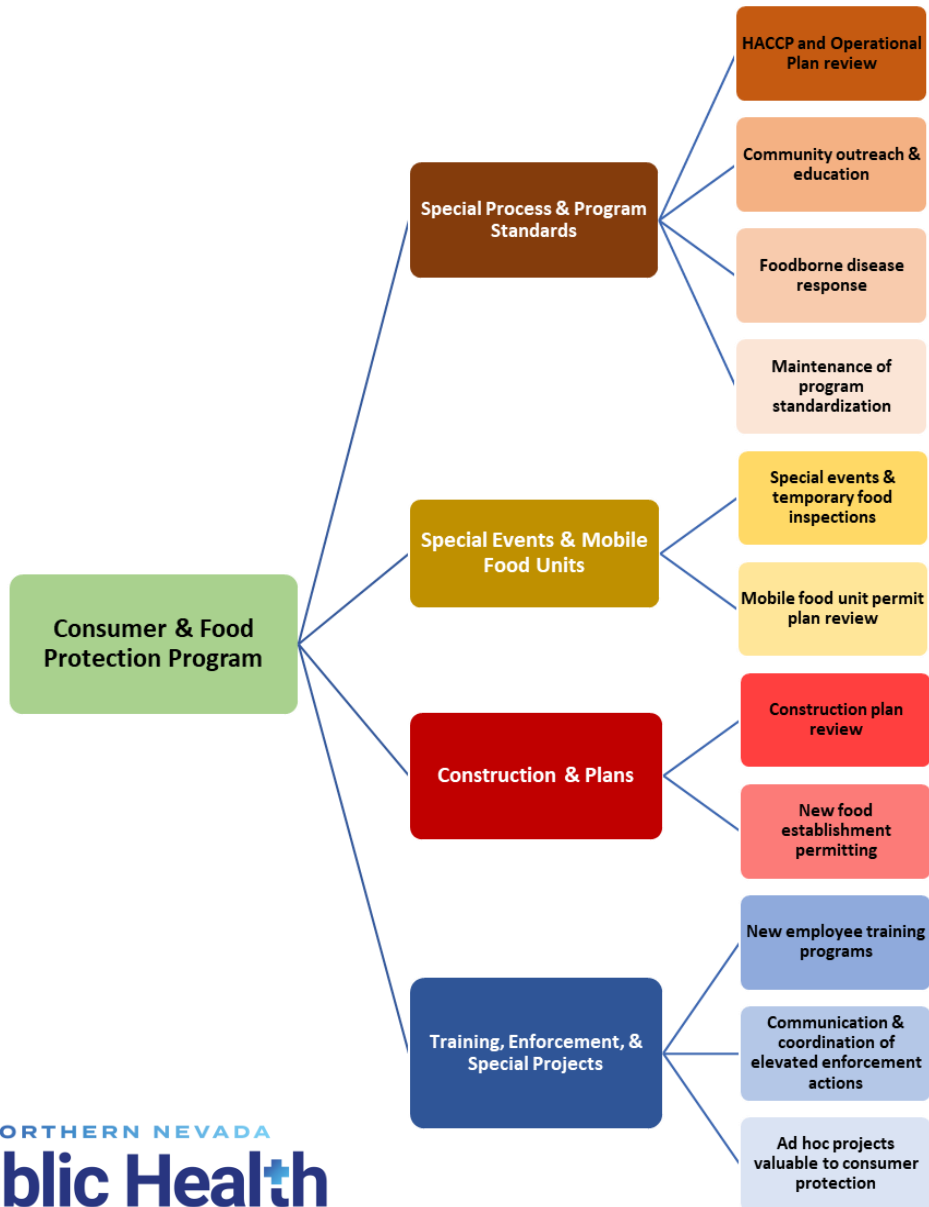 HACCP and Operational
Plan review
Community outreach &
education
Special Process & Program
Standards
Foodborne disease
response
Maintenance of
program
standardization
Special events &
temporary food
inspections
Special Events & Mobile
Food Units
Mobile food unit permit
plan review
Consumer & Food
Protection Program
Construction plan
review
Construction & Plans
New food
establishment
permitting
New employee training
programs
Training, Enforcement, &
Special Projects
Communication &
coordination of
elevated enforcement
actions
Ad hoc projects
valuable to consumer
protection
ORTHERN NEVADA
blic Health